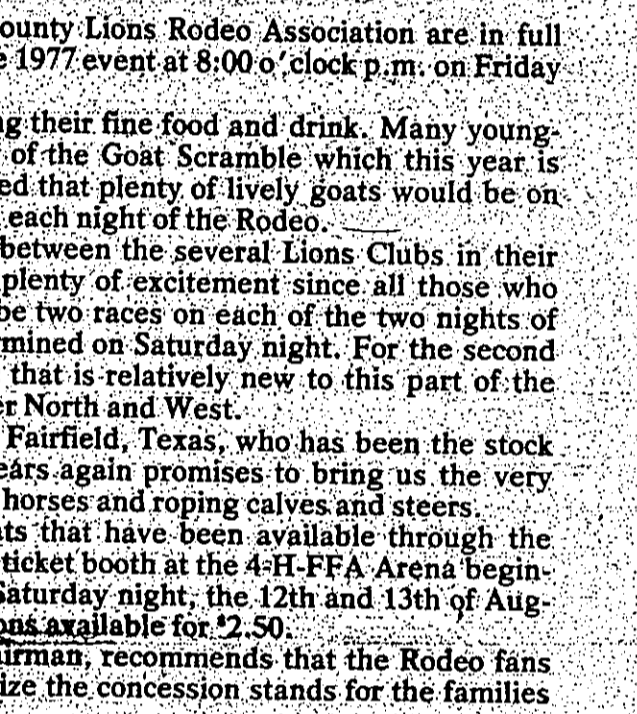 ounty Lions Rodeo Association are in full
e 1977 event at 8:00 o'clock p.m. on Friday
ng their fine food and drink. Many young-
of the Goat Scramble which this year is
ed that plenty of lively goats would be on
each night of the Rodeo.
between the several Lions Clubs in their
plenty of excitement since all those who
be two races on each of the two nights of
rmined on Saturday night. For the second
that is relatively new to this part of the
er North and West.
Fairfield, Texas, who has been the stock
ears again promises to bring us the very
horses and roping calves and steers.
ats that have been available through the
ticket booth at the 4-H-FFA Arena begin-
Saturday night, the 12th and 13th of Aug-
ons available for $2.50.
airman, recommends that the Rodeo fans
ize the concession stands for the families